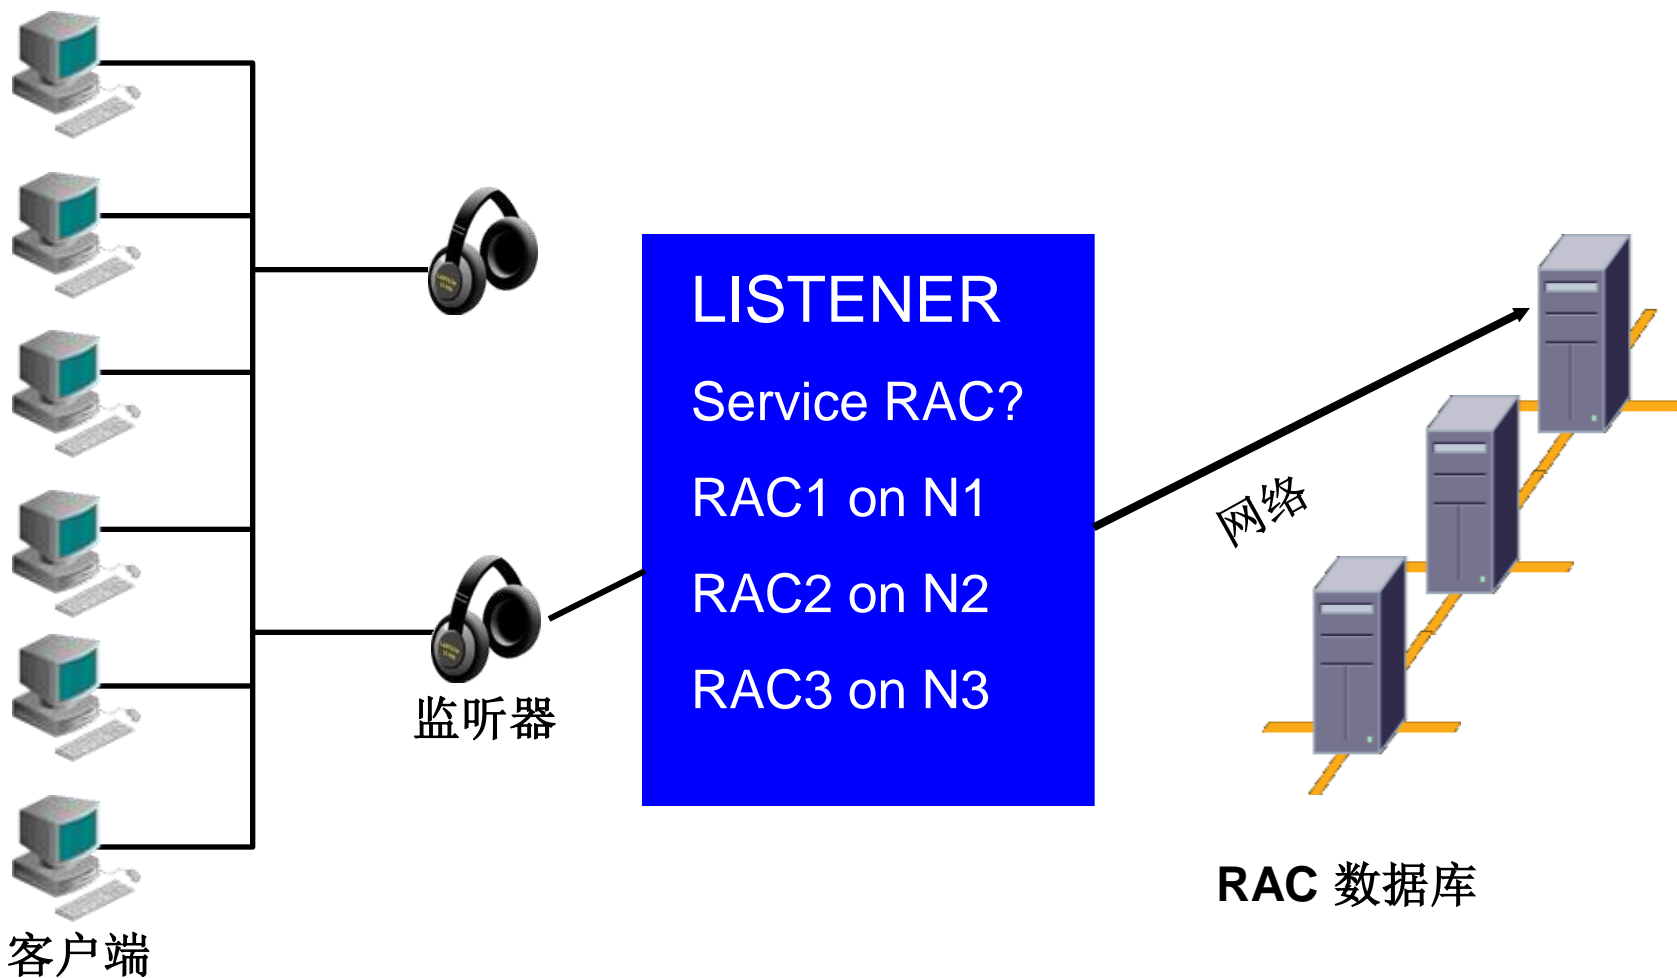 LISTENER
Service RAC?
RAC1 on N1
RAC2 on N2
RAC3 on N3
网络
监听器
RAC 数据库
客户端